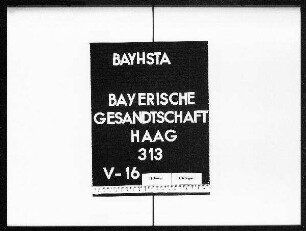 BAYHSTA
BAYERISCHE
GESANDTSCHAFT
HAAG
313
V-16